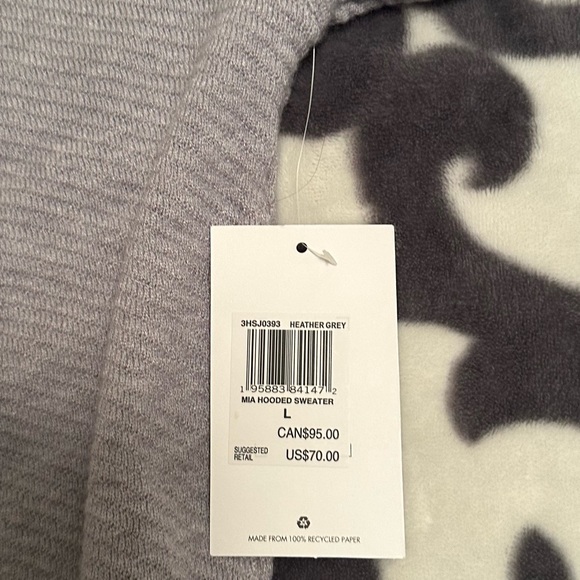 3HSJ0393 HEATHER GREY
1 95883 84147 2
MIA HOODED SWEATER
L
CAN$95.00
SUGGESTED
RETAIL US$70.00
MADE FROM 100% RECYCLED PAPER